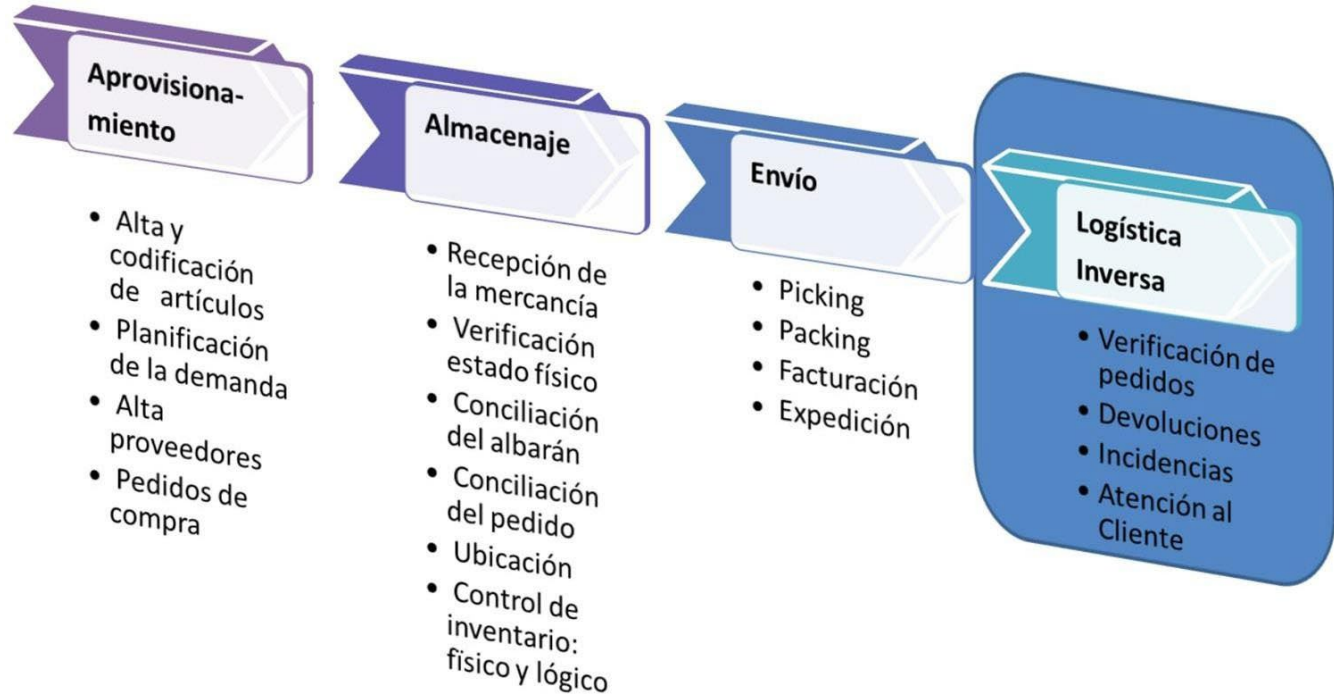 Aprovisiona-
miento
• Alta y
codificación
de artículos
• Planificación
de la demanda
• Alta
proveedores
• Pedidos de
compra
Almacenaje
• Recepción de
la mercancía
• Verificación
estado físico
• Conciliación
del albarán
• Conciliación
del pedido
• Ubicación
• Control de
inventario:
fïsico y lógico
Envío
• Picking
• Packing
• Facturación
• Expedición
Logística
Inversa
• Verificación de
pedidos
• Devoluciones
• Incidencias
• Atención al
Cliente